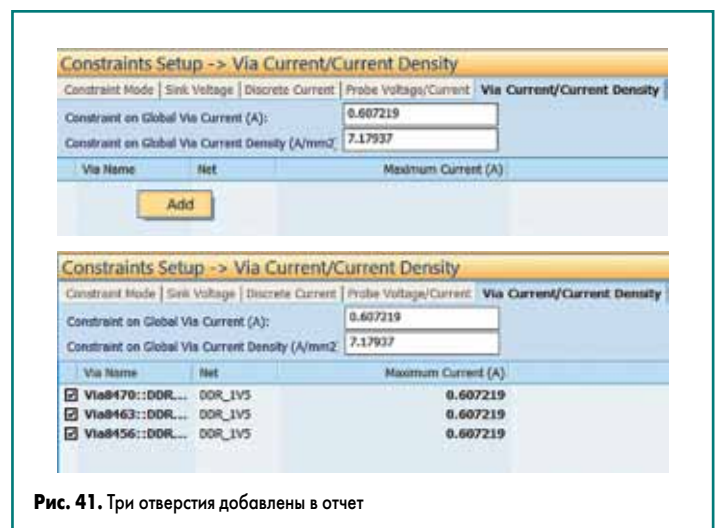 Constraints Setup -> Via Current/Current Density
Constraint Mode | Sink Voltage | Discrete Current | Probe Voltage/Current Via Current/Current Density
Constraint on Global Via Current (A): 0.607219
Constraint on Global Via Current Density (A/mm2 7.17937
Via Name Net Maximum Current (A)
Add
Constraints Setup -> Via Current/Current Density
Constraint Mode | Sink Voltage | Discrete Current | Probe Voltage/Current Via Current/Current Density
Constraint on Global Via Current (A): 0.607219
Constraint on Global Via Current Density (A/mm2 7.17937
Via Name Net Maximum Current (A)
Via8470::DDR... DDR_1V5 0.607219
Via8463::DDR... DDR_1V5 0.607219
Via8456::DDR... DDR_1V5 0.607219
Рис. 41. Три отверстия добавлены в отчет